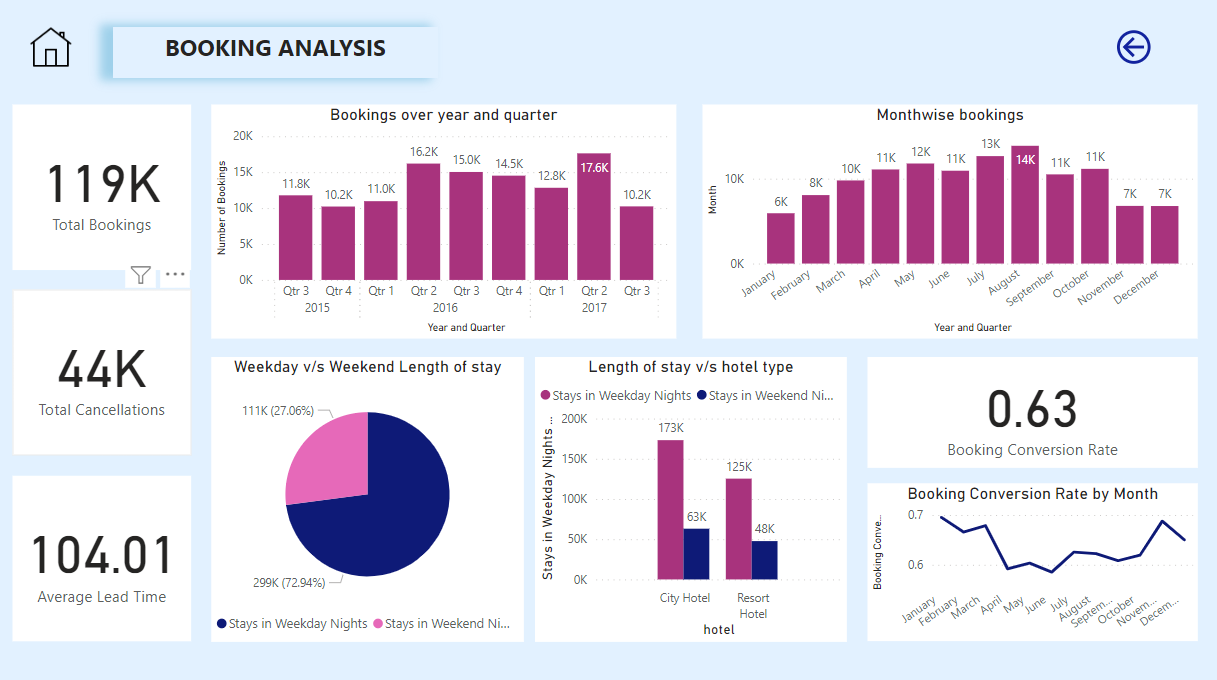 BOOKING ANALYSIS
119K
Total Bookings
44K
Total Cancellations
104.01
Average Lead Time
Bookings over year and quarter
Number of Bookings
20K
15K
10K
5K
0K
11.8K 10.2K 11.0K 16.2K 15.0K 14.5K 12.8K 17.6K 10.2K
Qtr 3 Qtr 4 Qtr 1 Qtr 2 Qtr 3 Qtr 4 Qtr 1 Qtr 2 Qtr 3
2015 2016 2017
Year and Quarter
Monthwise bookings
Month
10K
0K
6K 8K 10K 11K 12K 11K 13K 14K 11K 11K 7K 7K
January February March April May June July August September October November December
Year and Quarter
Weekday v/s Weekend Length of stay
111K (27.06%)
299K (72.94%)
Stays in Weekday Nights Stays in Weekend Ni...
Length of stay v/s hotel type
Stays in Weekday Nights Stays in Weekend Ni...
Stays in Weekday Nights ...
200K
150K
100K
50K
0K
173K 63K 125K 48K
City Hotel Resort
Hotel
hotel
0.63
Booking Conversion Rate
Booking Conversion Rate by Month
Booking Conve...
0.7
0.6
January February March April May June July August Septem... October Novem... Decem...